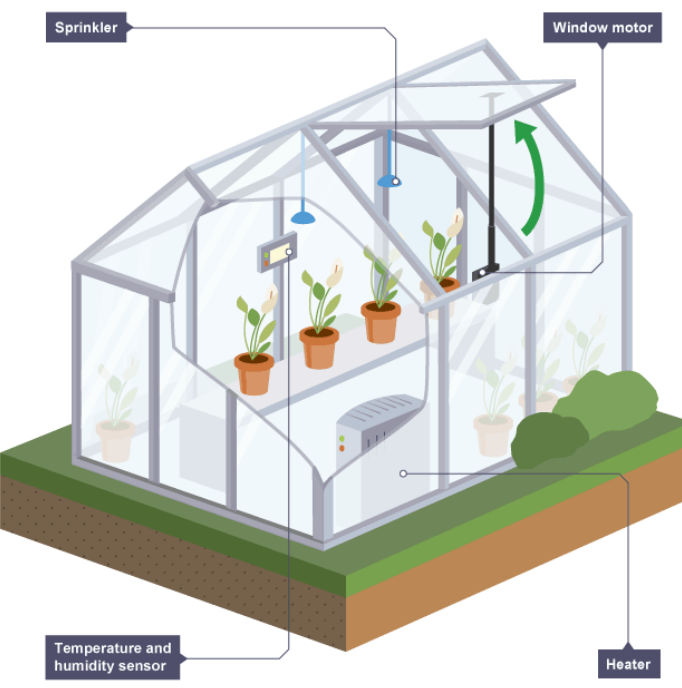 Sprinkler
Window motor
Temperature and
humidity sensor
Heater